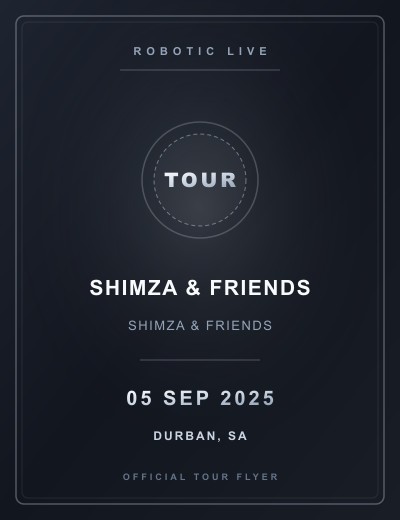 ROBOTIC LIVE
TOUR
SHIMZA & FRIENDS
SHIMZA & FRIENDS
05 SEP 2025
DURBAN, SA
OFFICIAL TOUR FLYER